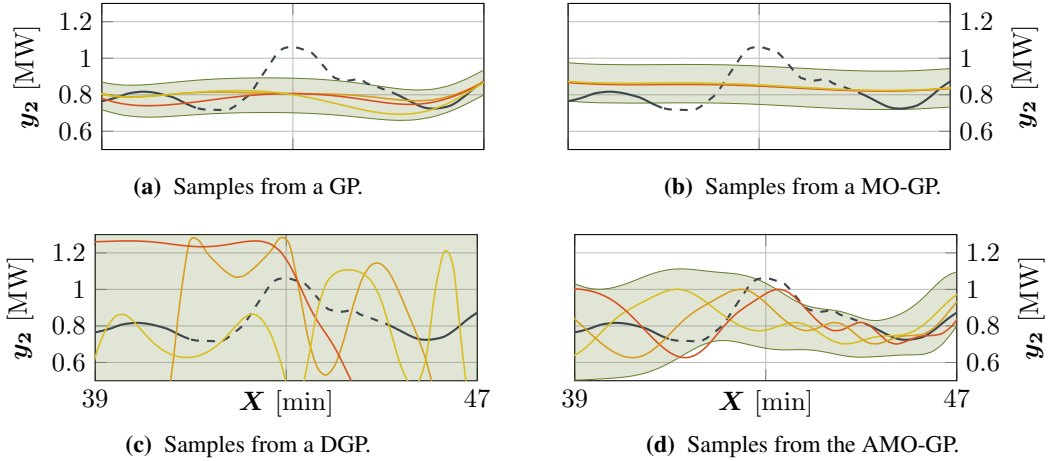 1.2
1
0.8
0.6
y₂ [MW]
(a) Samples from a GP.
1.2
1
0.8
0.6
y₂ [MW]
(b) Samples from a MO-GP.
1.2
1
0.8
0.6
y₂ [MW]
39
X [min]
47
(c) Samples from a DGP.
1.2
1
0.8
0.6
y₂ [MW]
39
X [min]
47
(d) Samples from the AMO-GP.